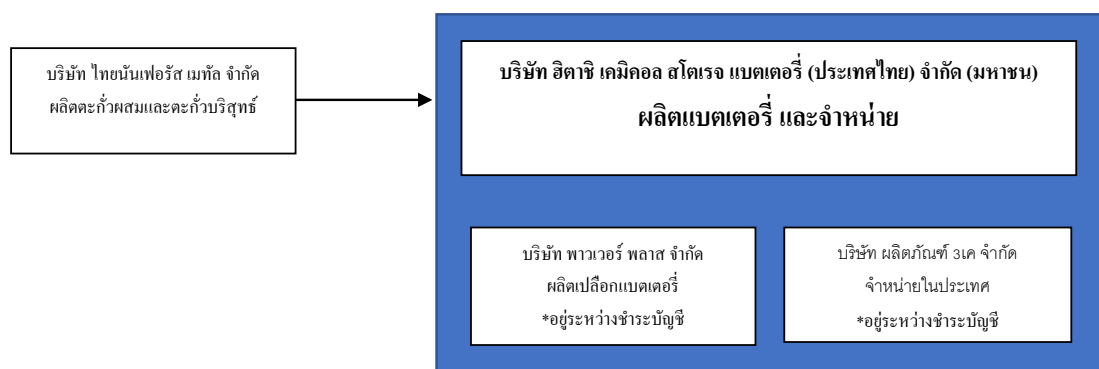 บริษัท ไทยนันเฟอรัส เมทัล จำกัด
ผลิตตะกั่วผสมและตะกั่วบริสุทธ์
บริษัท ฮิตาชิ เคมิคอล สโตเรจ แบตเตอรี่ (ประเทศไทย) จำกัด (มหาชน)
ผลิตแบตเตอรี่ และจำหน่าย
บริษัท พาวเวอร์ พลาส จำกัด
ผลิตเปลือกแบตเตอรี่
*อยู่ระหว่างชำระบัญชี
บริษัท ผลิตภัณฑ์ 3เค จำกัด
จำหน่ายในประเทศ
*อยู่ระหว่างชำระบัญชี